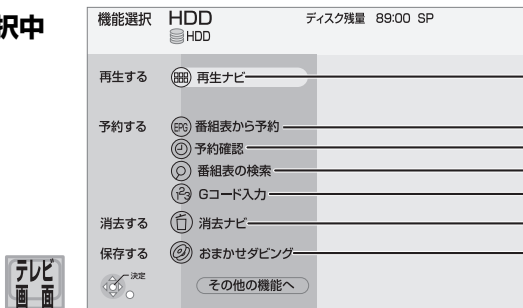 択中
機能選択 HDD ディスク残量 89:00 SP
HDD
再生する 再生ナビ
予約する EPG 番組表から予約
予約確認
番組表の検索
Gコード入力
消去する 消去ナビ
保存する おまかせダビング
決定
その他の機能へ
テレビ
画面